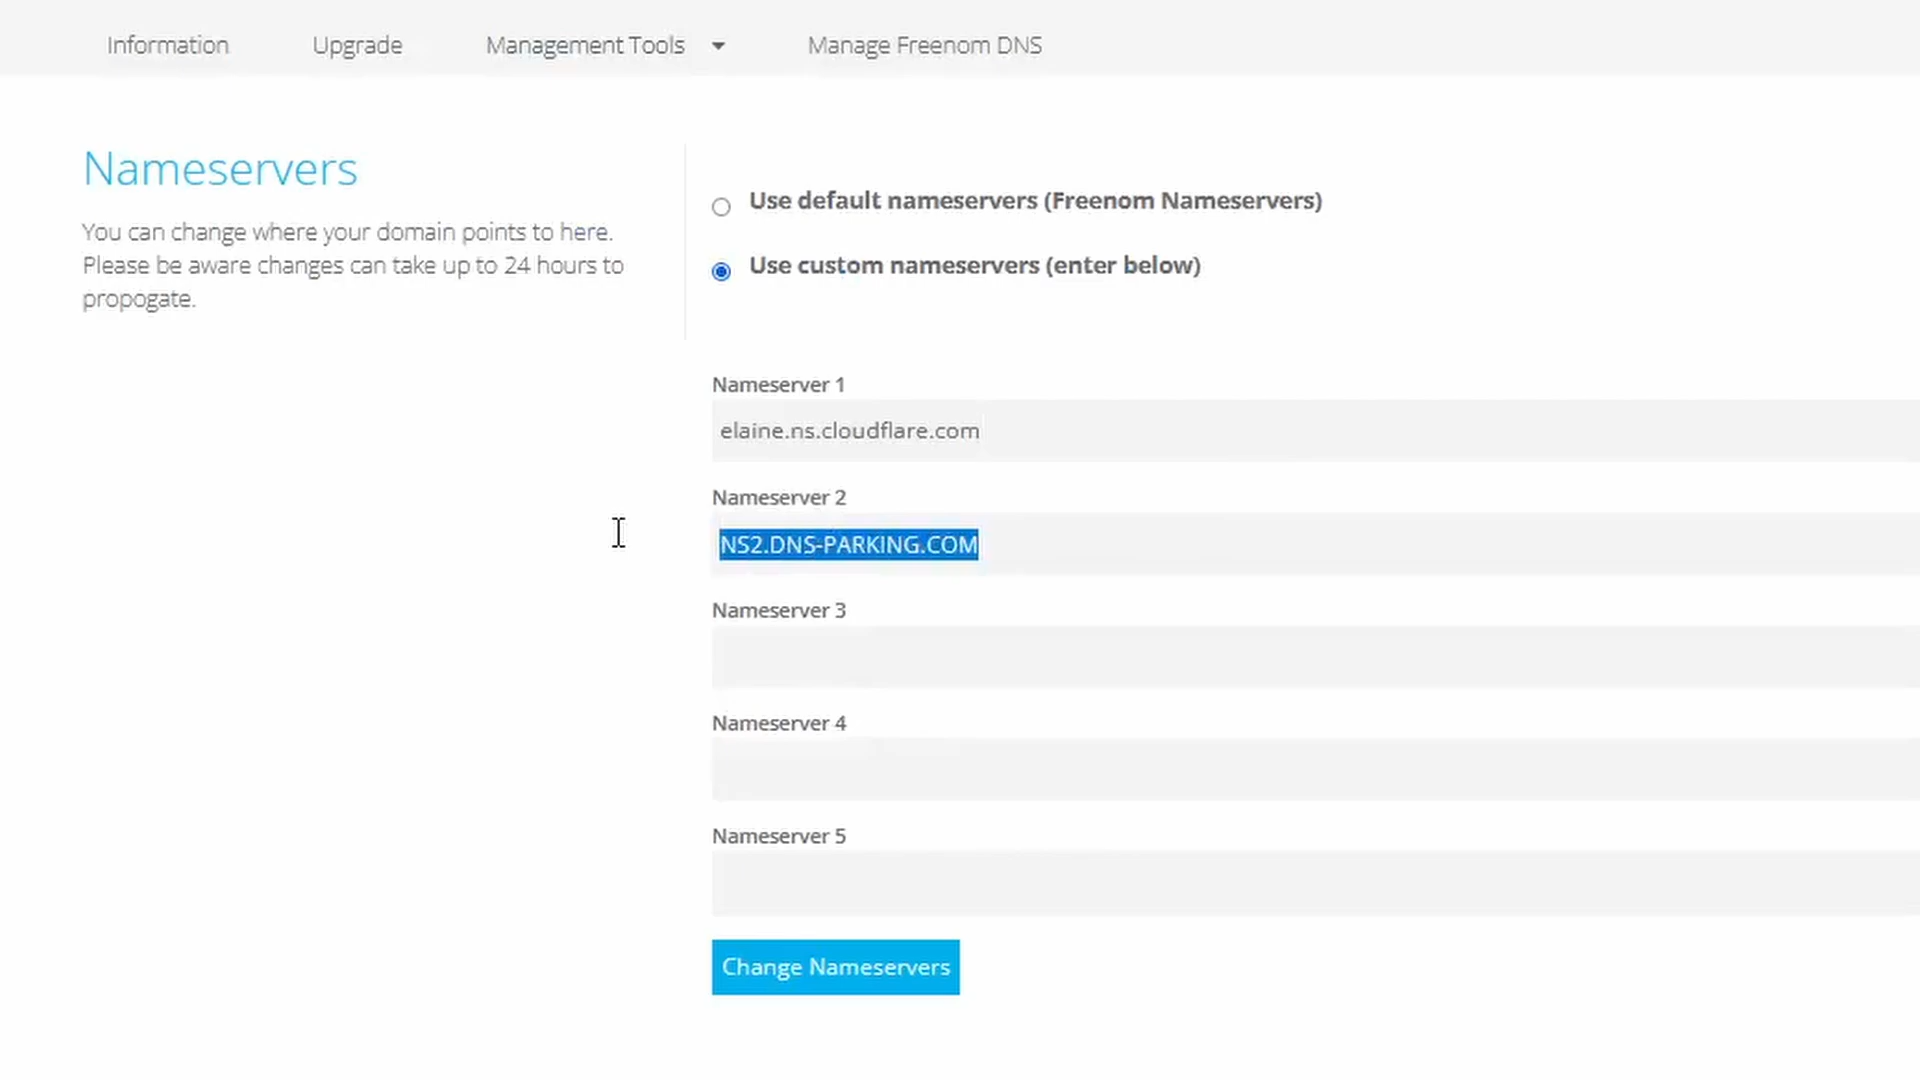 Information Upgrade Management Tools Manage Freenom DNS
Nameservers
You can change where your domain points to here.
Please be aware changes can take up to 24 hours to
propogate.
Use default nameservers (Freenom Nameservers)
Use custom nameservers (enter below)
Nameserver 1
elaine.ns.cloudflare.com
Nameserver 2
NS2.DNS-PARKING.COM
Nameserver 3
Nameserver 4
Nameserver 5
Change Nameservers